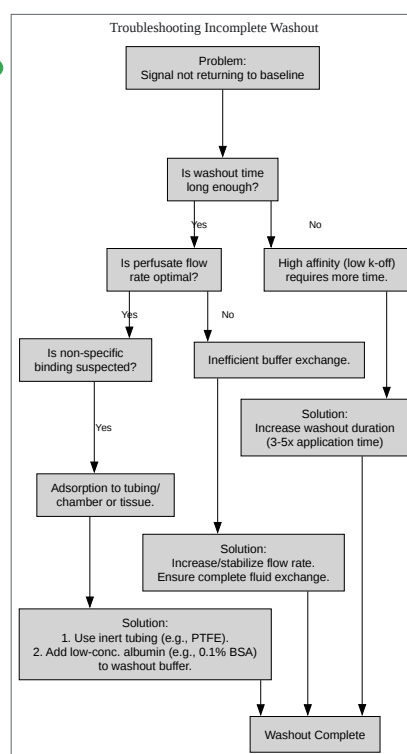 Troubleshooting Incomplete Washout
Problem:
Signal not returning to baseline
Is washout time
long enough?
Yes
No
Is perfusate flow
rate optimal?
High affinity (low k-off)
requires more time.
Yes
No
Is non-specific
binding suspected?
Inefficient buffer exchange.
Solution:
Increase washout duration
(3-5x application time)
Yes
Adsorption to tubing/
chamber or tissue.
Solution:
Increase/stabilize flow rate.
Ensure complete fluid exchange.
Solution:
1. Use inert tubing (e.g., PTFE).
2. Add low-conc. albumin (e.g., 0.1% BSA)
to washout buffer.
Washout Complete